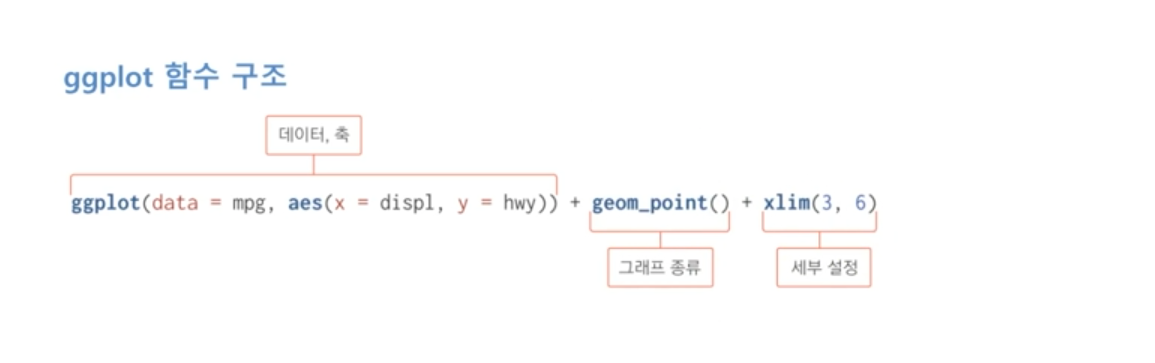 ggplot 함수 구조
데이터, 축
ggplot(data = mpg, aes(x = displ, y = hwy)) + geom_point() + xlim(3, 6)
그래프 종류
세부 설정